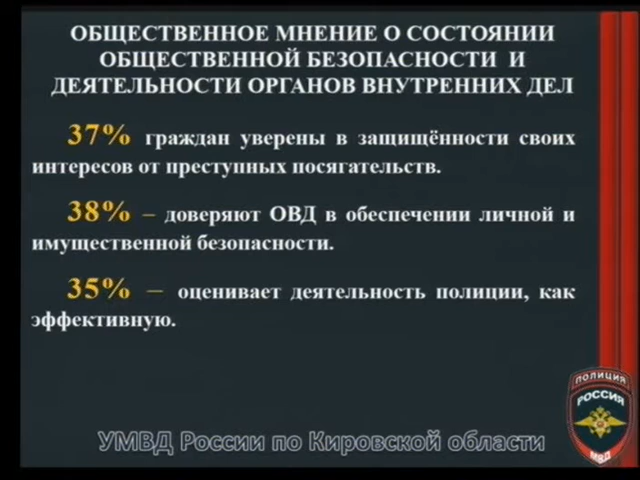 ОБЩЕСТВЕННОЕ МНЕНИЕ О СОСТОЯНИИ
ОБЩЕСТВЕННОЙ БЕЗОПАСНОСТИ И
ДЕЯТЕЛЬНОСТИ ОРГАНОВ ВНУТРЕННИХ ДЕЛ
37% граждан уверены в защищённости своих
интересов от преступных посягательств.
38% – доверяют ОВД в обеспечении личной и
имущественной безопасности.
35% – оценивает деятельность полиции, как
эффективную.
ПОЛИЦИЯ
РОССИЯ
МВД
УМВД России по Кировской области